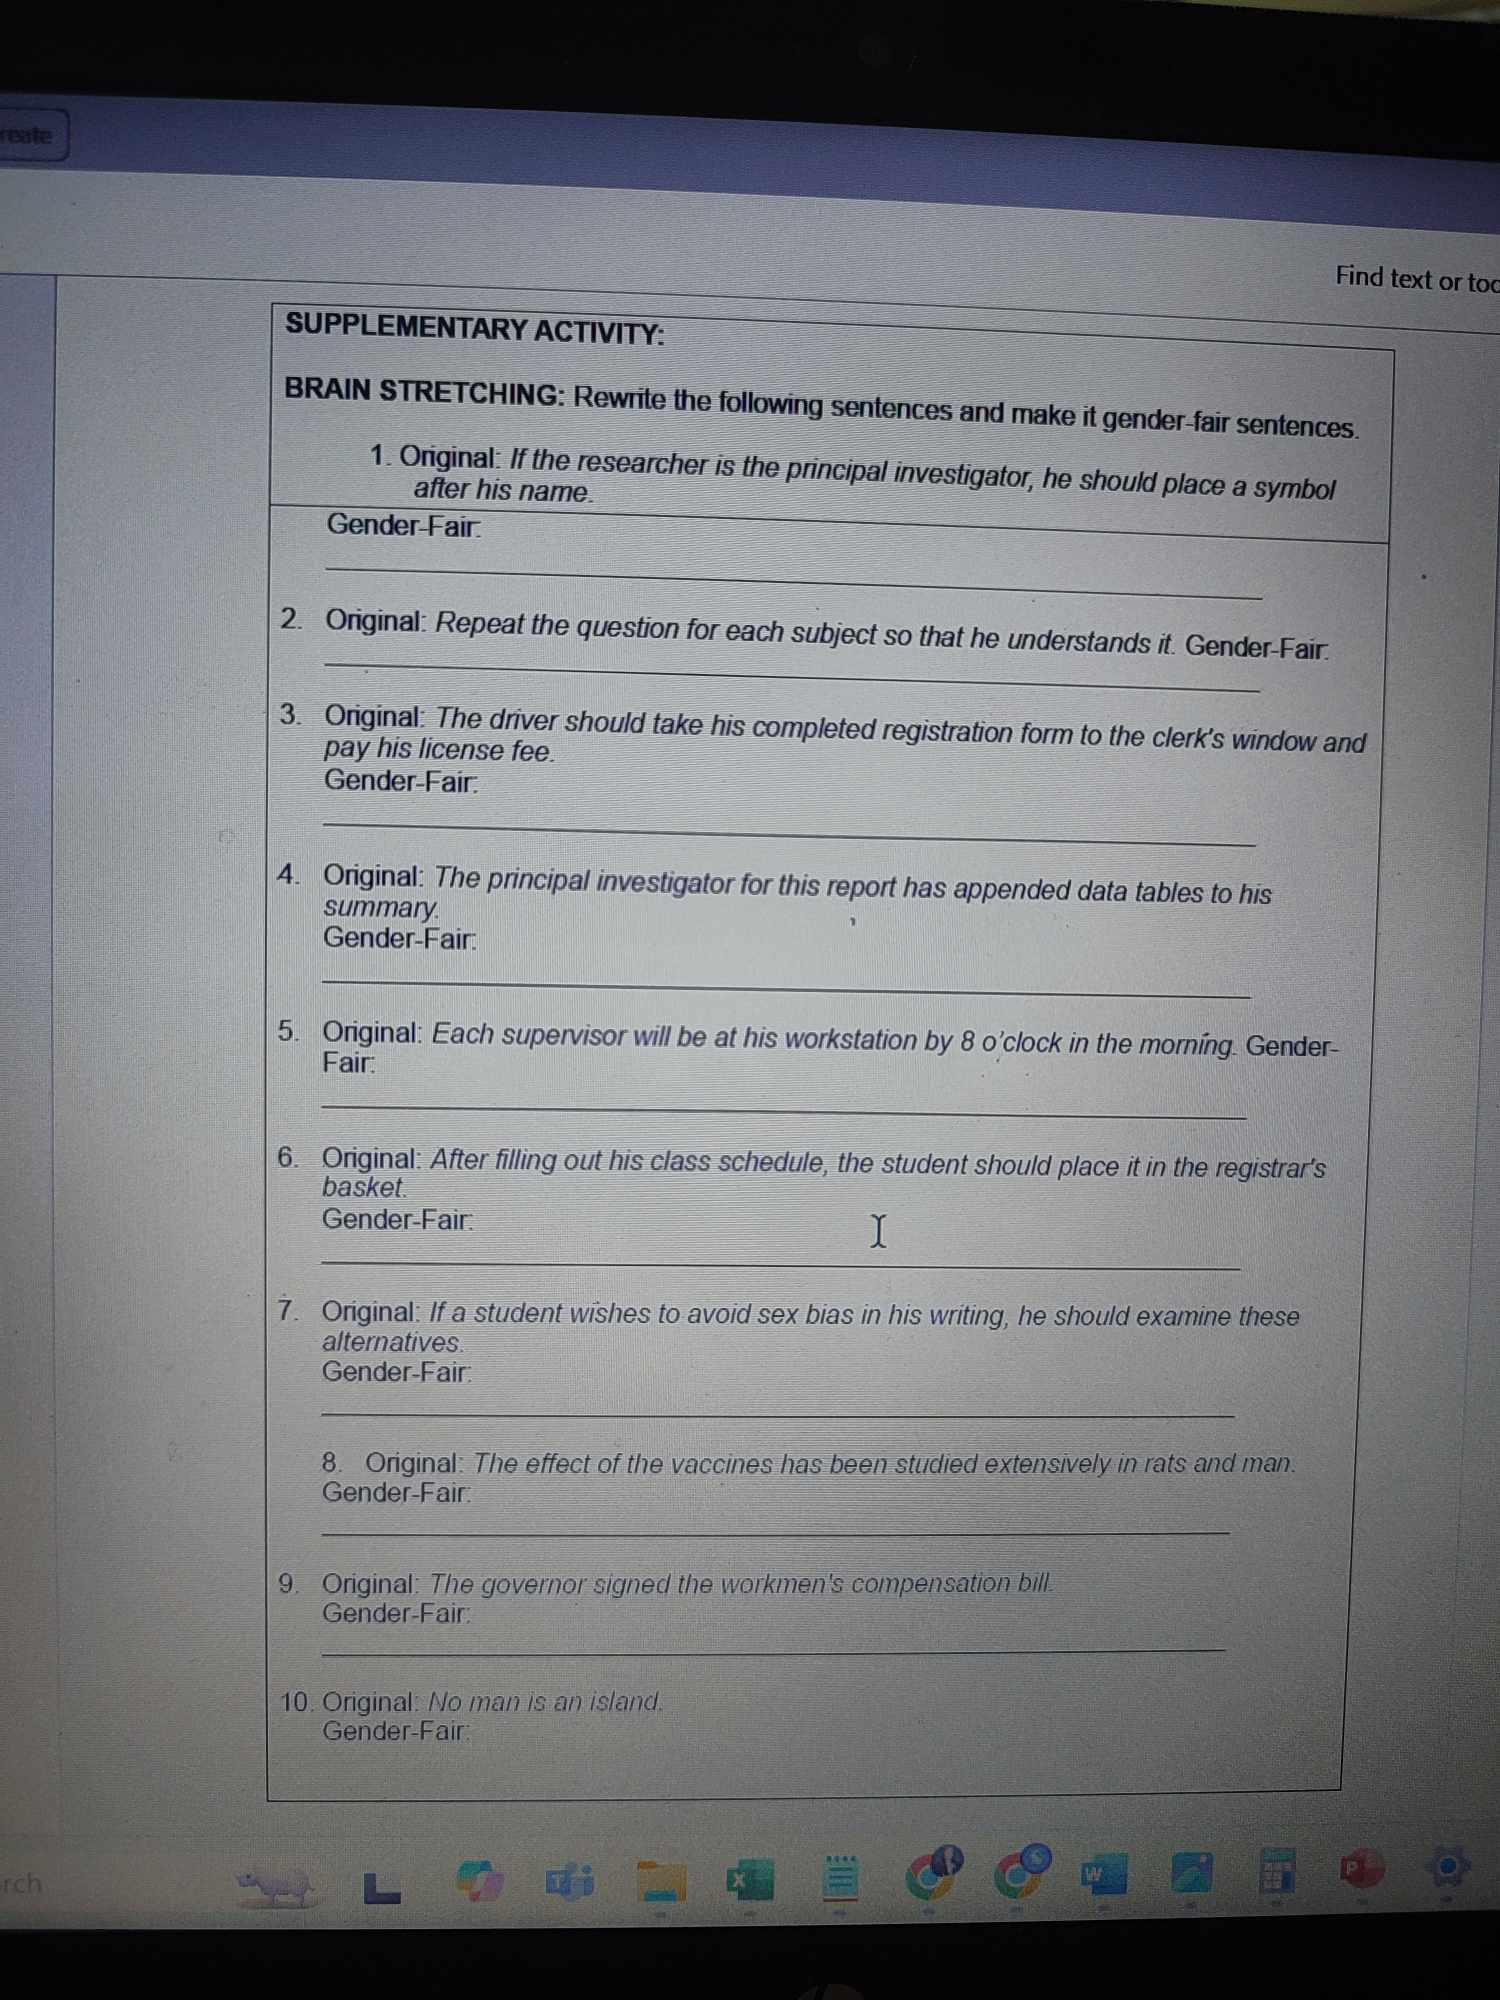 reate
Find text or too
SUPPLEMENTARY ACTIVITY:
BRAIN STRETCHING: Rewrite the following sentences and make it gender-fair sentences.
1. Original: If the researcher is the principal investigator, he should place a symbol
after his name.
Gender-Fair:
2. Original: Repeat the question for each subject so that he understands it. Gender-Fair:
3. Original: The driver should take his completed registration form to the clerk's window and
pay his license fee.
Gender-Fair:
4. Original: The principal investigator for this report has appended data tables to his
summary.
Gender-Fair:
5. Original: Each supervisor will be at his workstation by 8 o'clock in the morning. Gender-
Fair:
6. Original: After filling out his class schedule, the student should place it in the registrar's
basket.
Gender-Fair:
7. Original: If a student wishes to avoid sex bias in his writing, he should examine these
alternatives.
Gender-Fair:
8. Original: The effect of the vaccines has been studied extensively in rats and man.
Gender-Fair:
9. Original: The governor signed the workmen's compensation bill.
Gender-Fair:
10. Original: No man is an island.
Gender-Fair:
rch